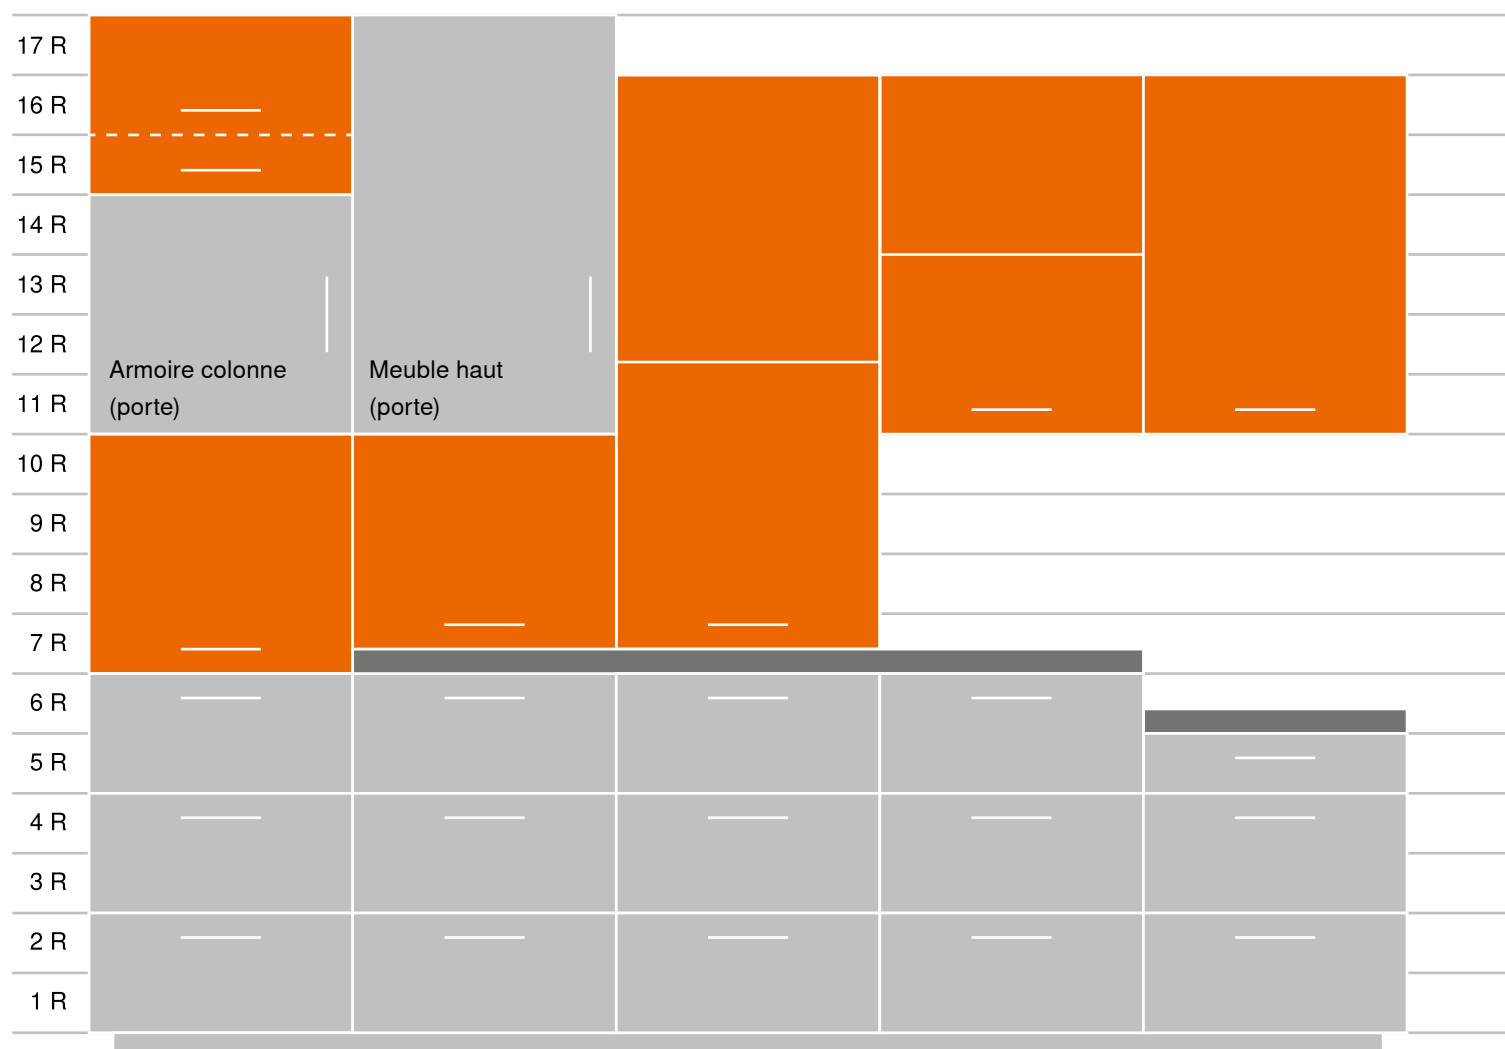 17 R
16 R
15 R
14 R
13 R
12 R
Armoire colonne
(porte)
Meuble haut
(porte)
11 R
10 R
9 R
8 R
7 R
6 R
5 R
4 R
3 R
2 R
1 R